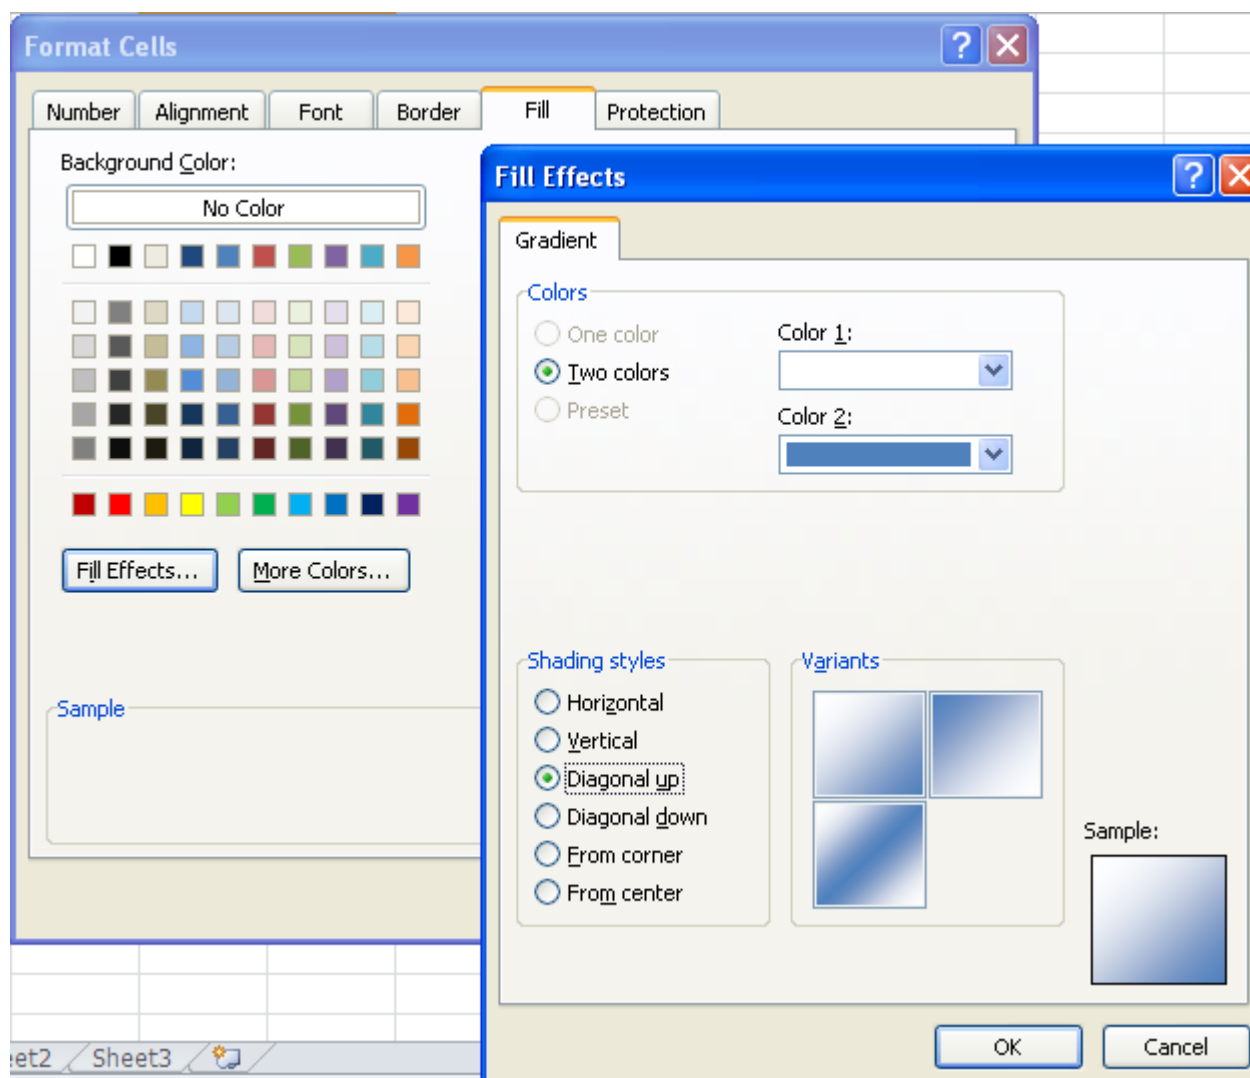 Format Cells
Number Alignment Font Border Fill Protection
Background Color:
No Color
Fill Effects... More Colors...
Sample
Fill Effects
Gradient
Colors
One color
Two colors
Preset
Color 1:
Color 2:
Shading styles
Horizontal
Vertical
Diagonal up
Diagonal down
From corner
From center
Variants
Sample:
OK Cancel
eet2 Sheet3